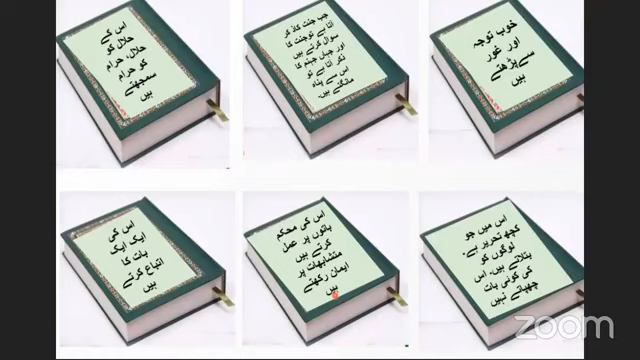 اس کے
حلال کو
حلال، حرام
کو حرام
سمجھتے
ہیں
جب جنت کا ذکر
آتا ہے تو جنت کا
سوال کرتے ہیں
اور جہاں جہنم کا
ذکر آتا ہے تو
اس سے پناہ
مانگتے ہیں۔
خوب توجہ
اور غور
سے پڑھتے
ہیں
اس کی
ایک ایک
بات کا
اتباع کرتے
ہیں
اس کی محکم
باتوں پر عمل
کرتے ہیں
متشابہات پر
ایمان رکھتے
ہیں
اس میں جو
کچھ تحریر ہے۔
لوگوں کو
بتلاتے ہیں۔ اس
کی کوئی بات
چھپاتے نہیں
zoom